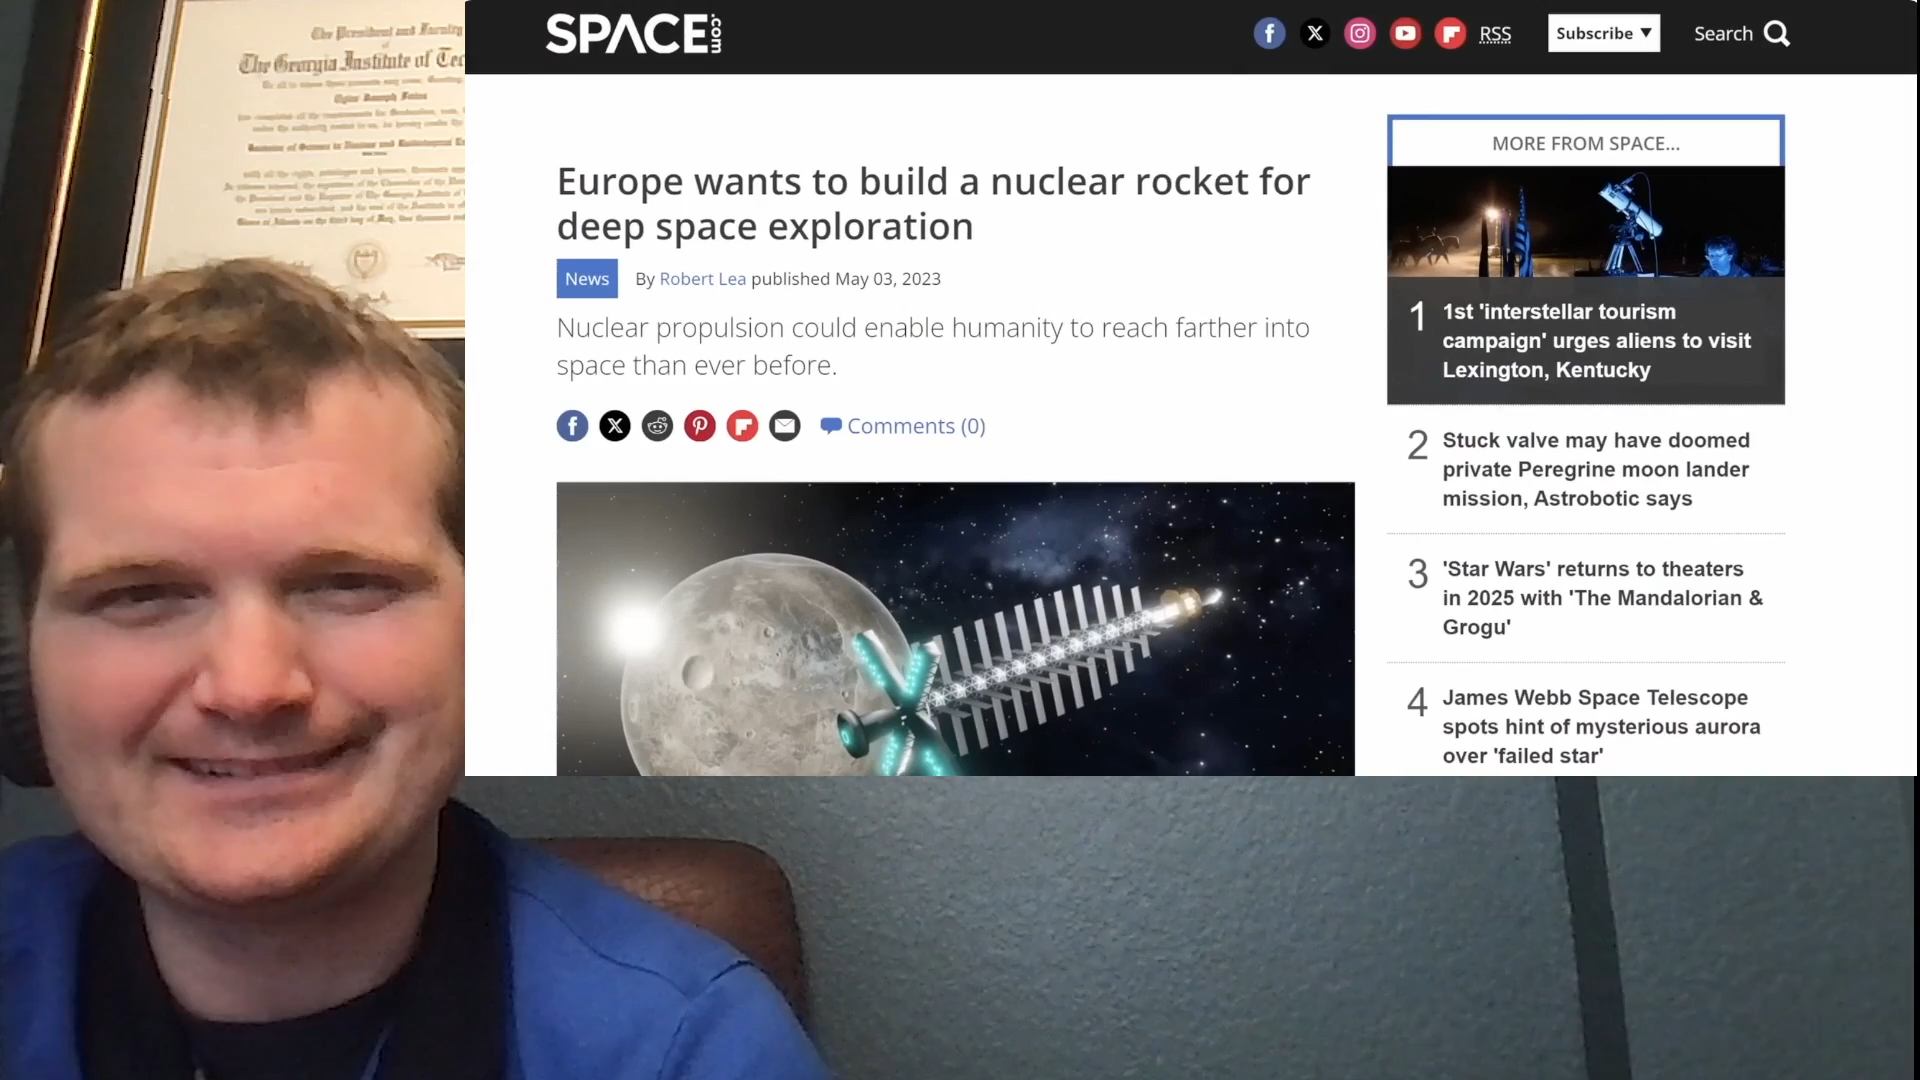 The President and Faculty
of
The Georgia Institute of Tec
SPACE.com
RSS
Subscribe ▼
Search
Europe wants to build a nuclear rocket for
deep space exploration
News
By Robert Lea published May 03, 2023
Nuclear propulsion could enable humanity to reach farther into
space than ever before.
Comments (0)
MORE FROM SPACE...
1
1st 'interstellar tourism
campaign' urges aliens to visit
Lexington, Kentucky
2
Stuck valve may have doomed
private Peregrine moon lander
mission, Astrobotic says
3
'Star Wars' returns to theaters
in 2025 with 'The Mandalorian &
Grogu'
4
James Webb Space Telescope
spots hint of mysterious aurora
over 'failed star'